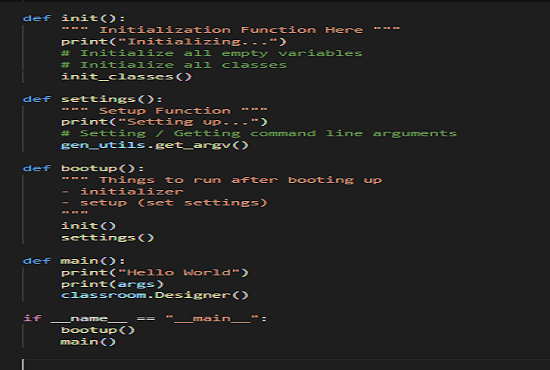 def init():
    """ Initialization Function Here """
    print("Initializing...")
    # Initialize all empty variables
    # Initialize all classes
    init_classes()
def settings():
    """ Setup Function """
    print("Setting up...")
    # Setting / Getting command line arguments
    gen_utils.get_argv()
def bootup():
    """ Things to run after booting up
    - initializer
    - setup (set settings)
    """
    init()
    settings()
def main():
    print("Hello World")
    print(args)
    classroom.Designer()
if __name__ == "__main__":
    bootup()
    main()